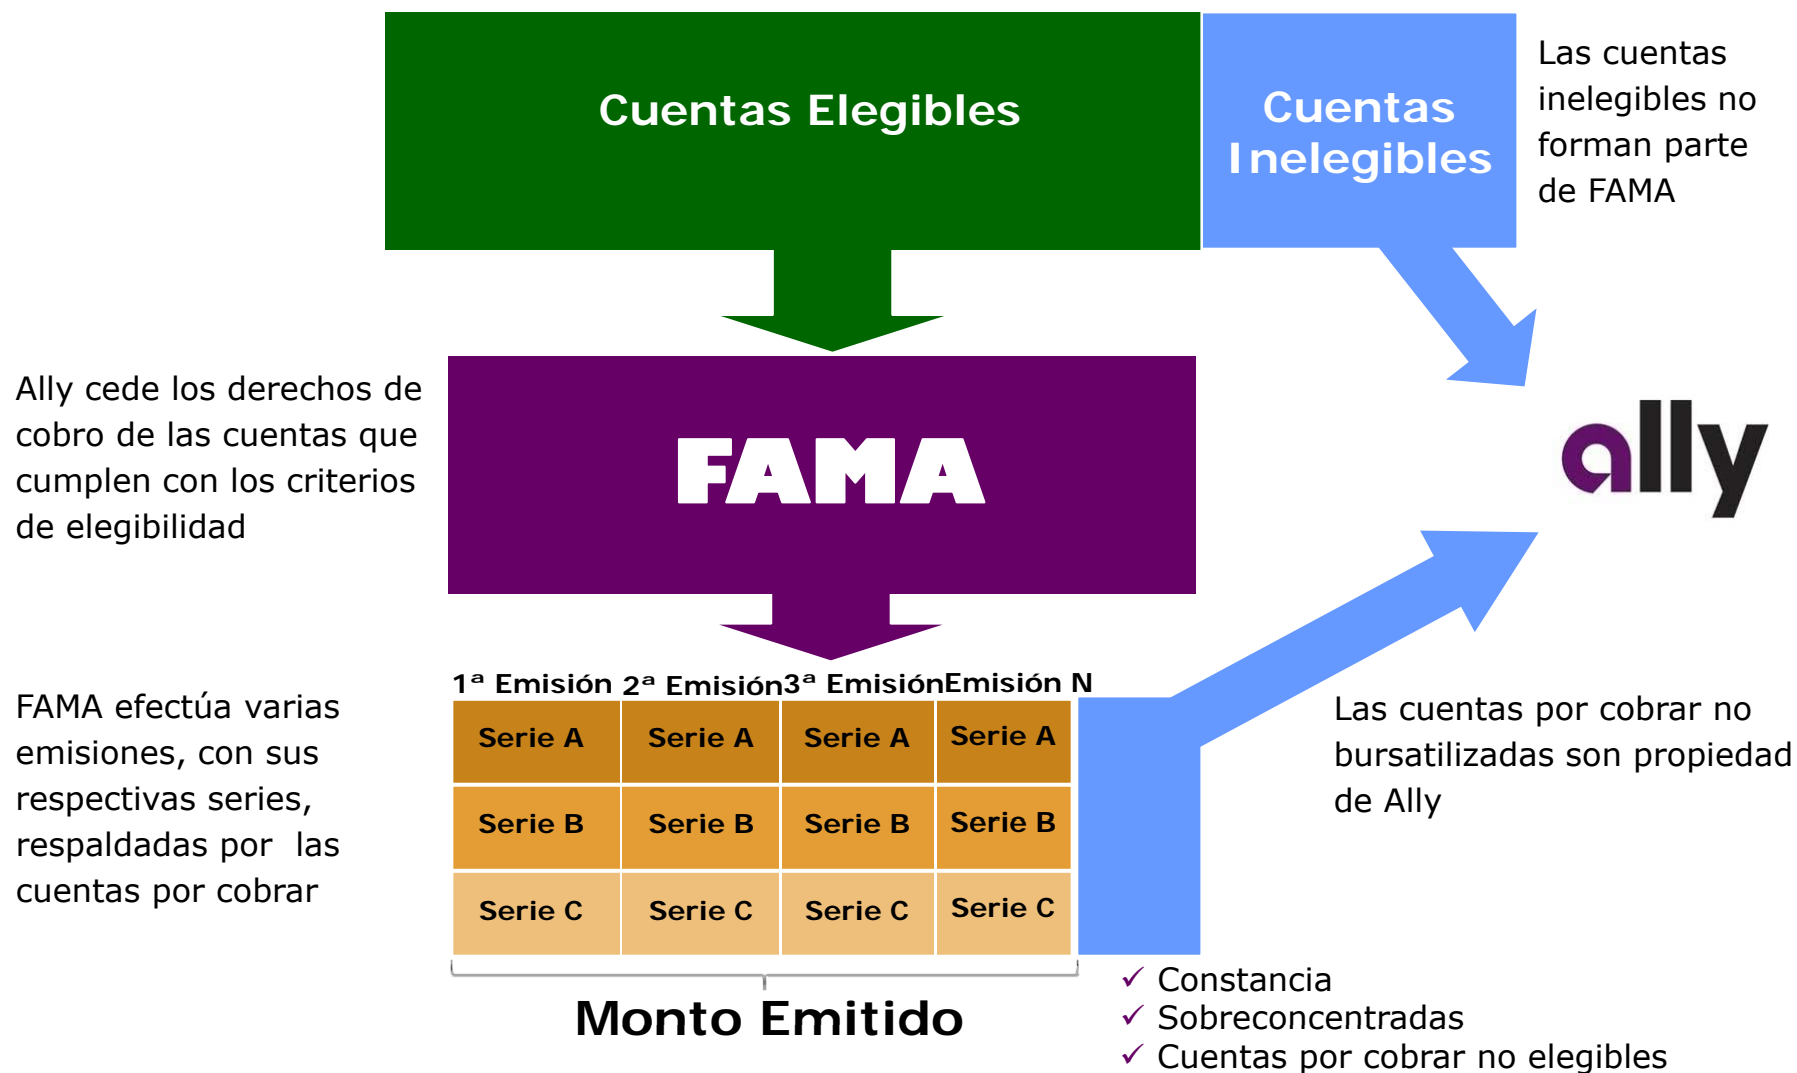 Cuentas Elegibles
Cuentas
Inelegibles
Las cuentas
inelegibles no
forman parte
de FAMA
Ally cede los derechos de
cobro de las cuentas que
cumplen con los criterios
de elegibilidad
FAMA
ally
FAMA efectúa varias
emisiones, con sus
respectivas series,
respaldadas por las
cuentas por cobrar
1ª Emisión 2ª Emisión 3ª Emisión Emisión N
Serie A Serie A Serie A Serie A
Serie B Serie B Serie B Serie B
Serie C Serie C Serie C Serie C
Monto Emitido
Las cuentas por cobrar no
bursatilizadas son propiedad
de Ally
✓ Constancia
✓ Sobreconcentradas
✓ Cuentas por cobrar no elegibles